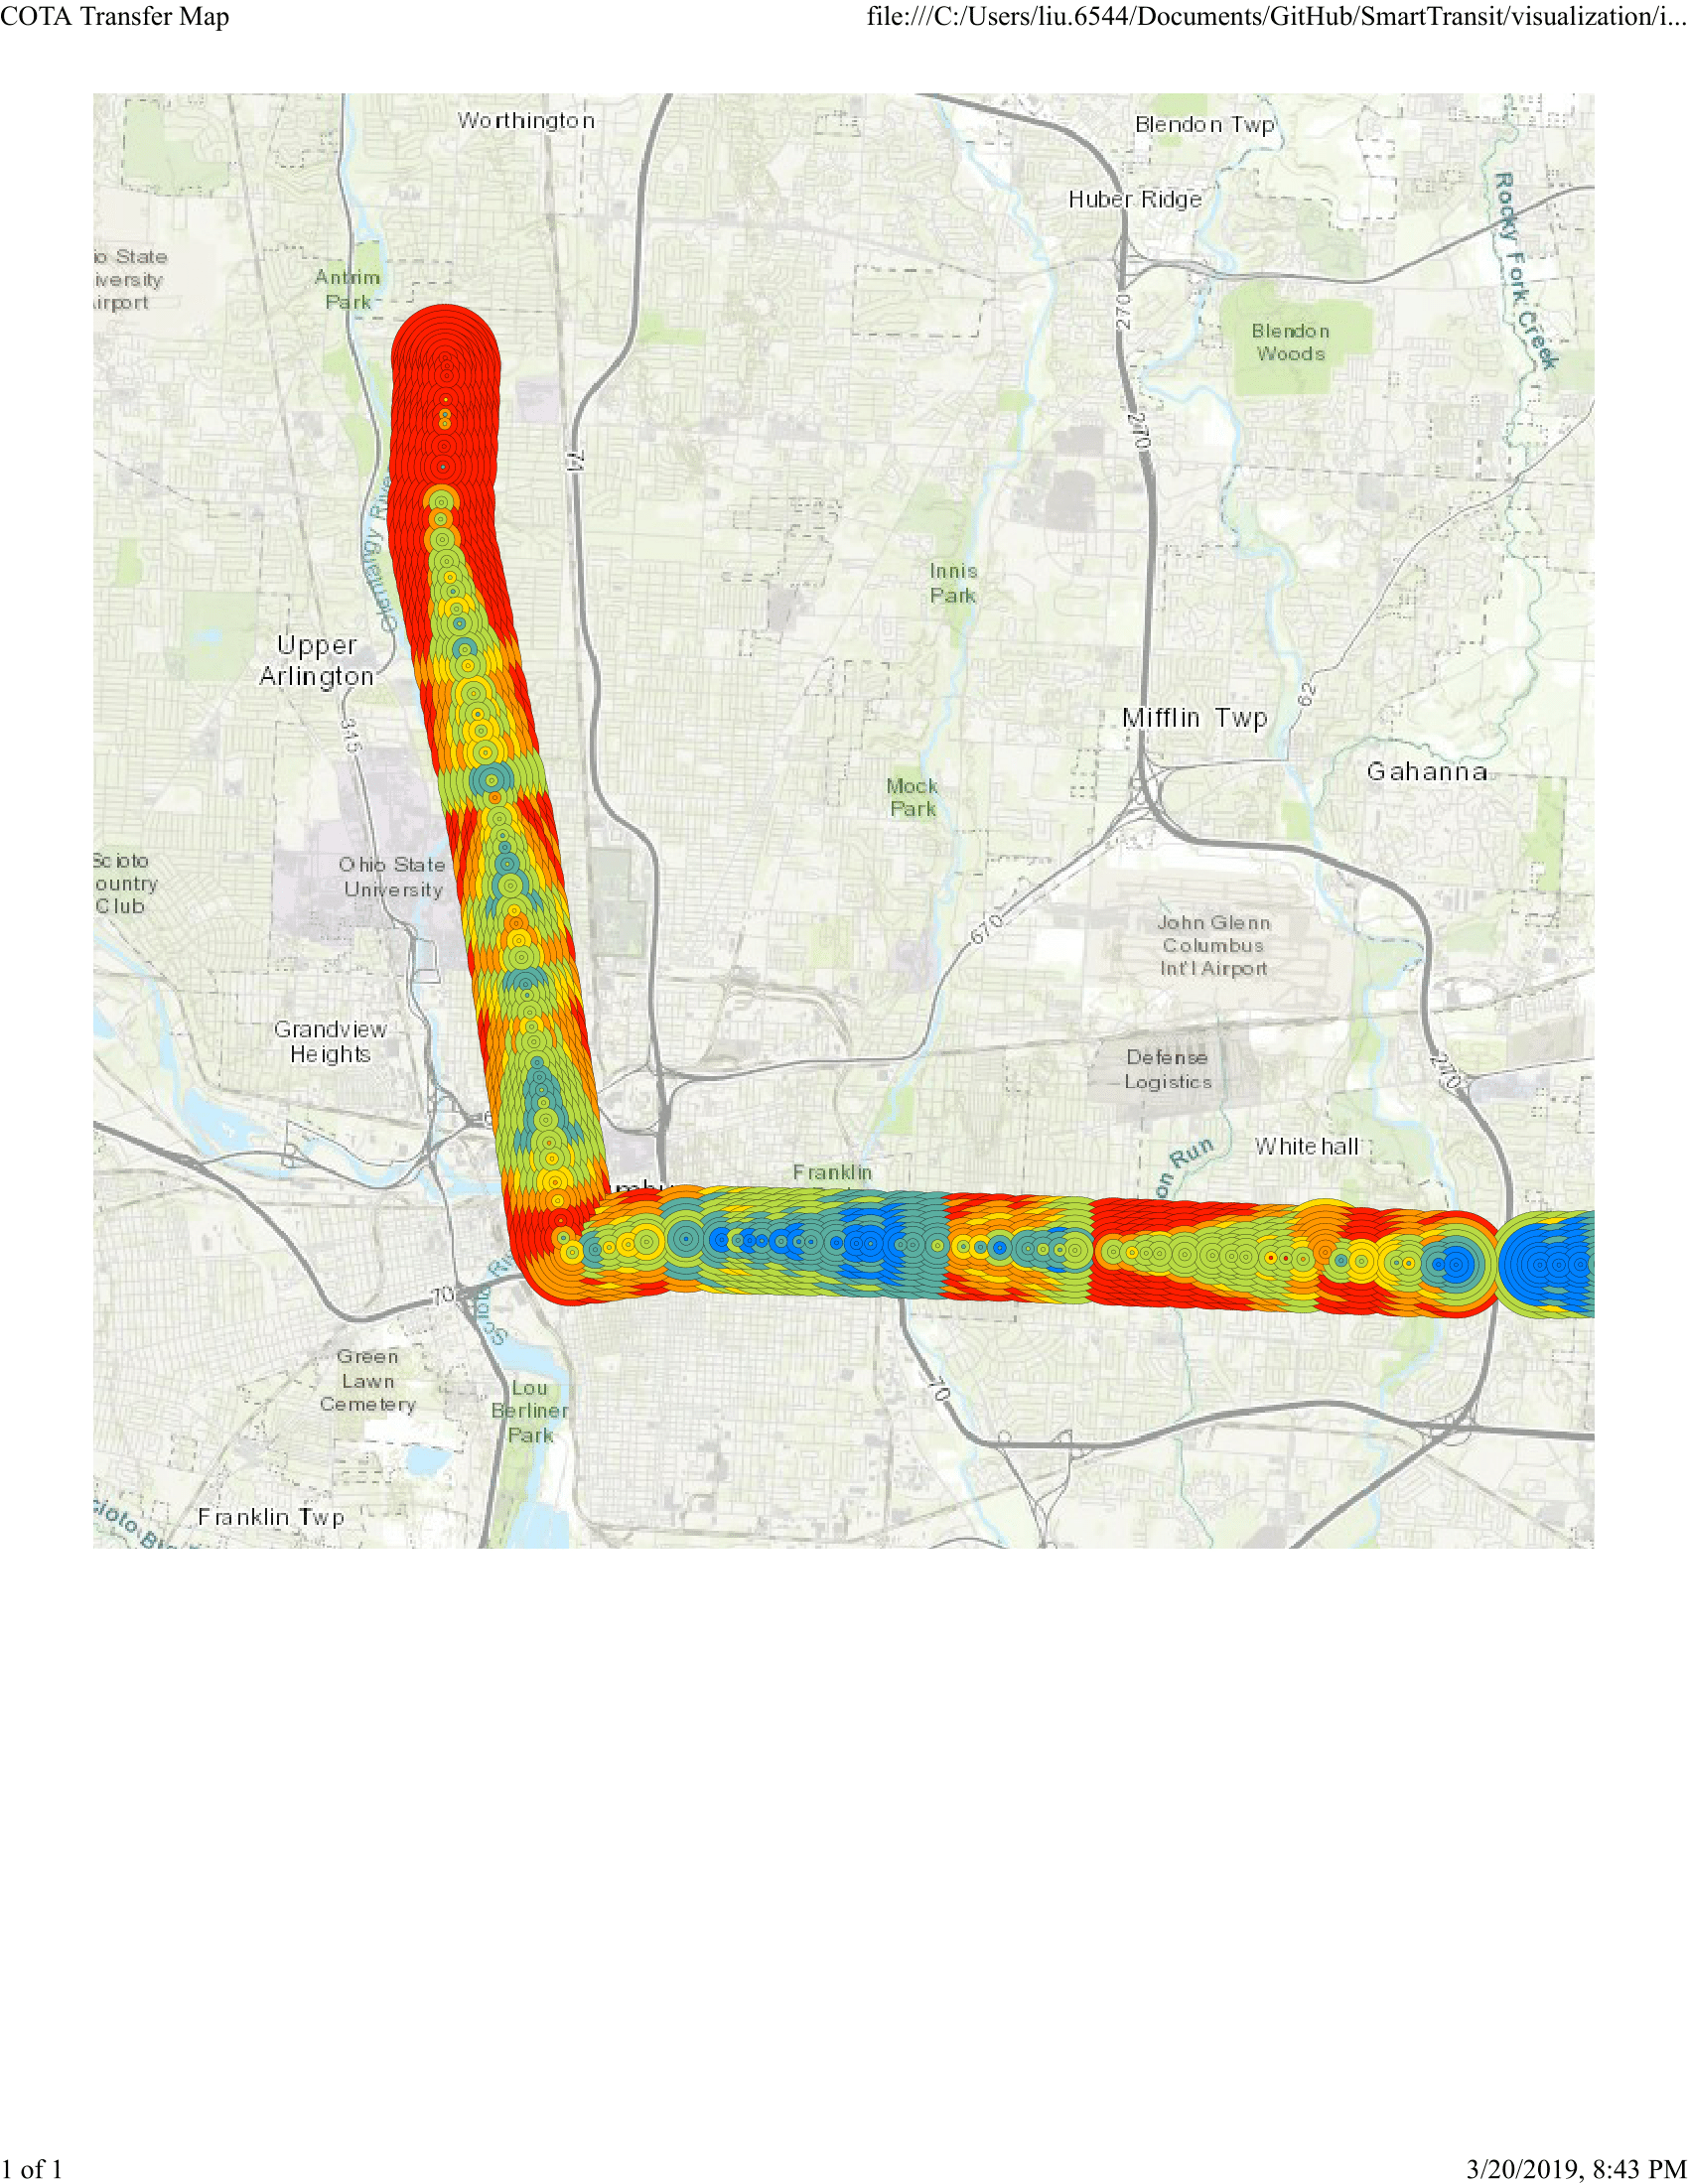 COTA Transfer Map
file:///C:/Users/liu.6544/Documents/GitHub/SmartTransit/visualization/i...
Worthington
Blendon Twp
Huber Ridge
Rocky Fork Creek
io State
iversity
irport
Antrim
Park
270
Blendon
Woods
270
71
Olentangy Rive
Innis
Park
Upper
Arlington
62
Mifflin Twp
315
Gahanna
Mock
Park
Scioto
ountry
Club
Ohio State
University
670
John Glenn
Columbus
Int'l Airport
Grandview
Heights
Defense
Logistics
270
6
on Run
Whitehall
Franklin
umbu
70
Green
Lawn
Cemetery
Lou
Berliner
Park
70
Franklin Twp
1 of 1
3/20/2019, 8:43 PM